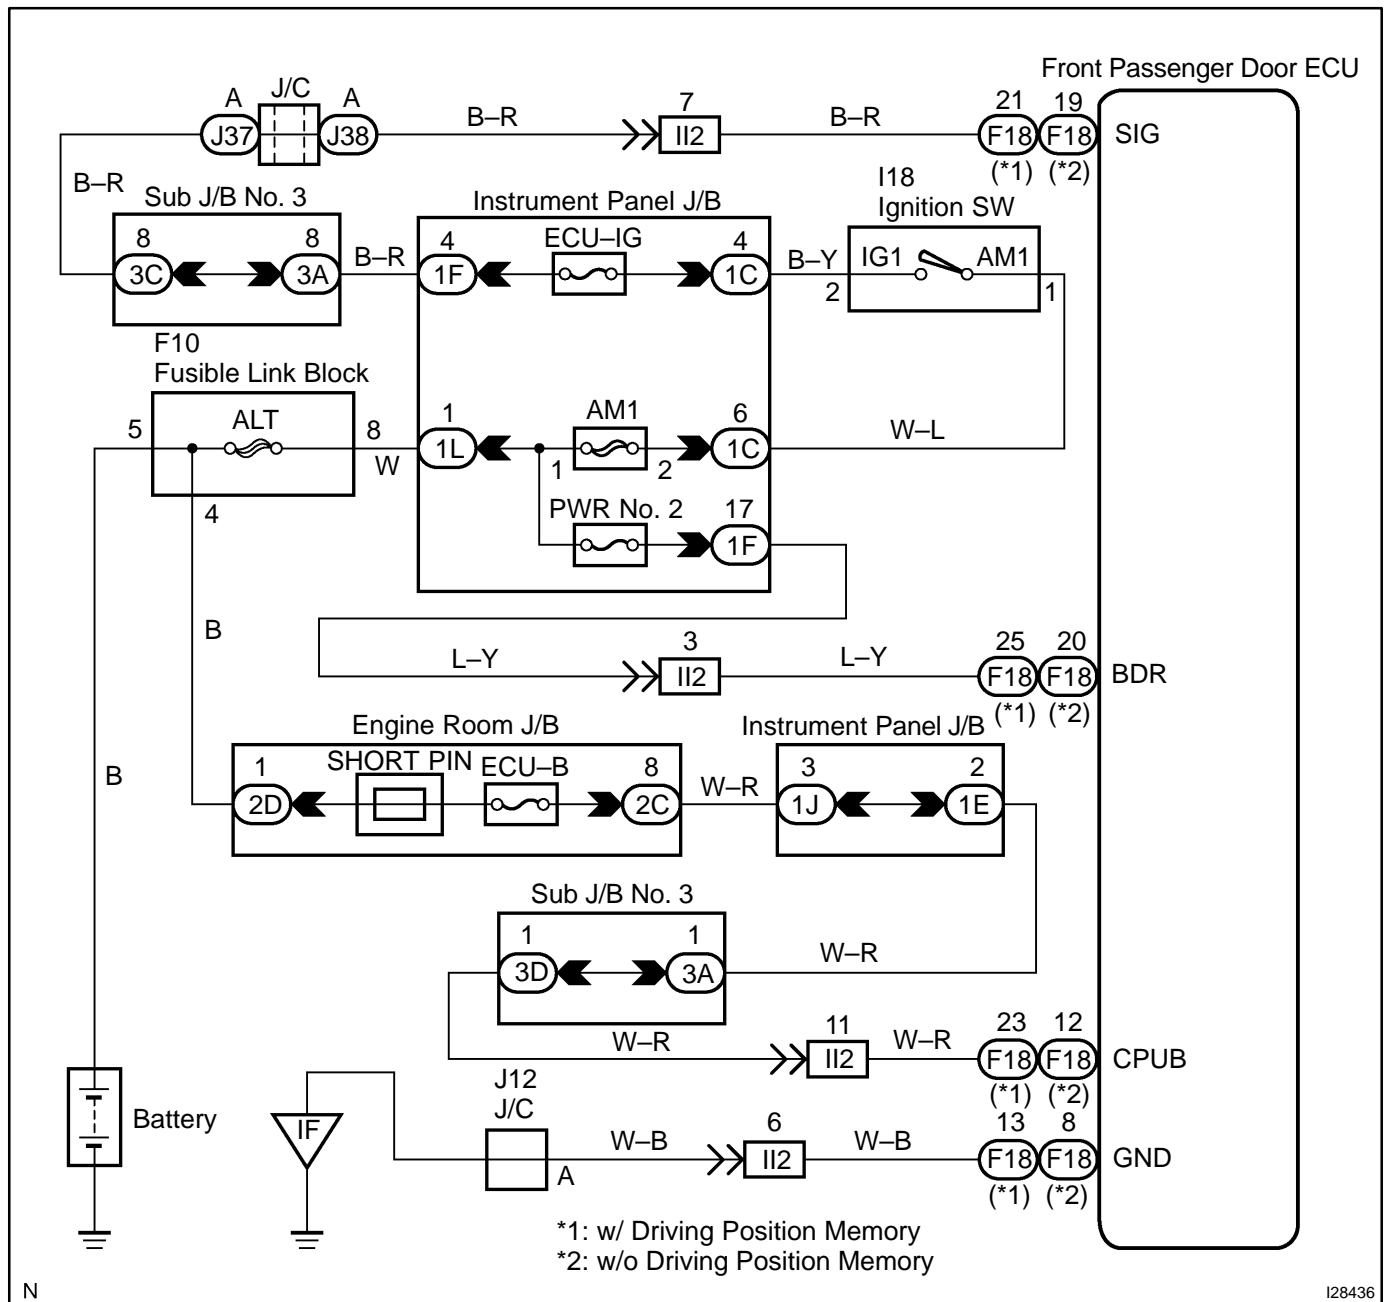 Front Passenger Door ECU
A J/C A
J37 J38
B–R
7
II2
B–R
21 19
F18 F18
(*1) (*2)
SIG
B–R
Sub J/B No. 3
8 8
3C 3A
B–R
Instrument Panel J/B
4 ECU–IG 4
1F 1C
B–Y
2
I18
Ignition SW
IG1 AM1
1
F10
Fusible Link Block
5 ALT 8
W
4
1 AM1 6
1L 1C
1 2
W–L
PWR No. 2 17
1F
B
L–Y
3
II2
L–Y
25 20
F18 F18
(*1) (*2)
BDR
Engine Room J/B
1 SHORT PIN ECU–B 8
2D 2C
W–R
Instrument Panel J/B
3 2
1J 1E
B
Sub J/B No. 3
1 1
3D 3A
W–R
W–R
11
II2
W–R
23 12
F18 F18
(*1) (*2)
CPUB
Battery
IF
J12
J/C
A
W–B
6
II2
W–B
13 8
F18 F18
(*1) (*2)
GND
*1: w/ Driving Position Memory
*2: w/o Driving Position Memory
N
I28436